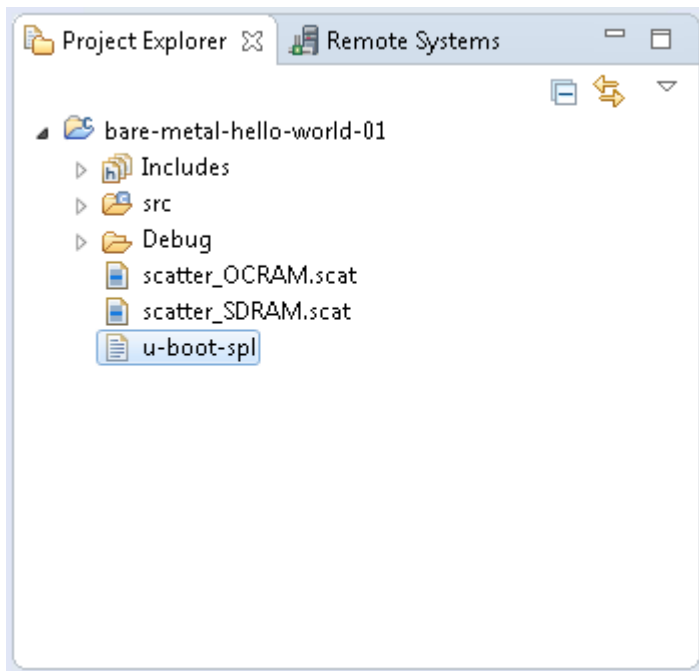 Project Explorer Remote Systems
bare-metal-hello-world-01
Includes
src
Debug
scatter_OCRAM.scat
scatter_SDRAM.scat
u-boot-spl